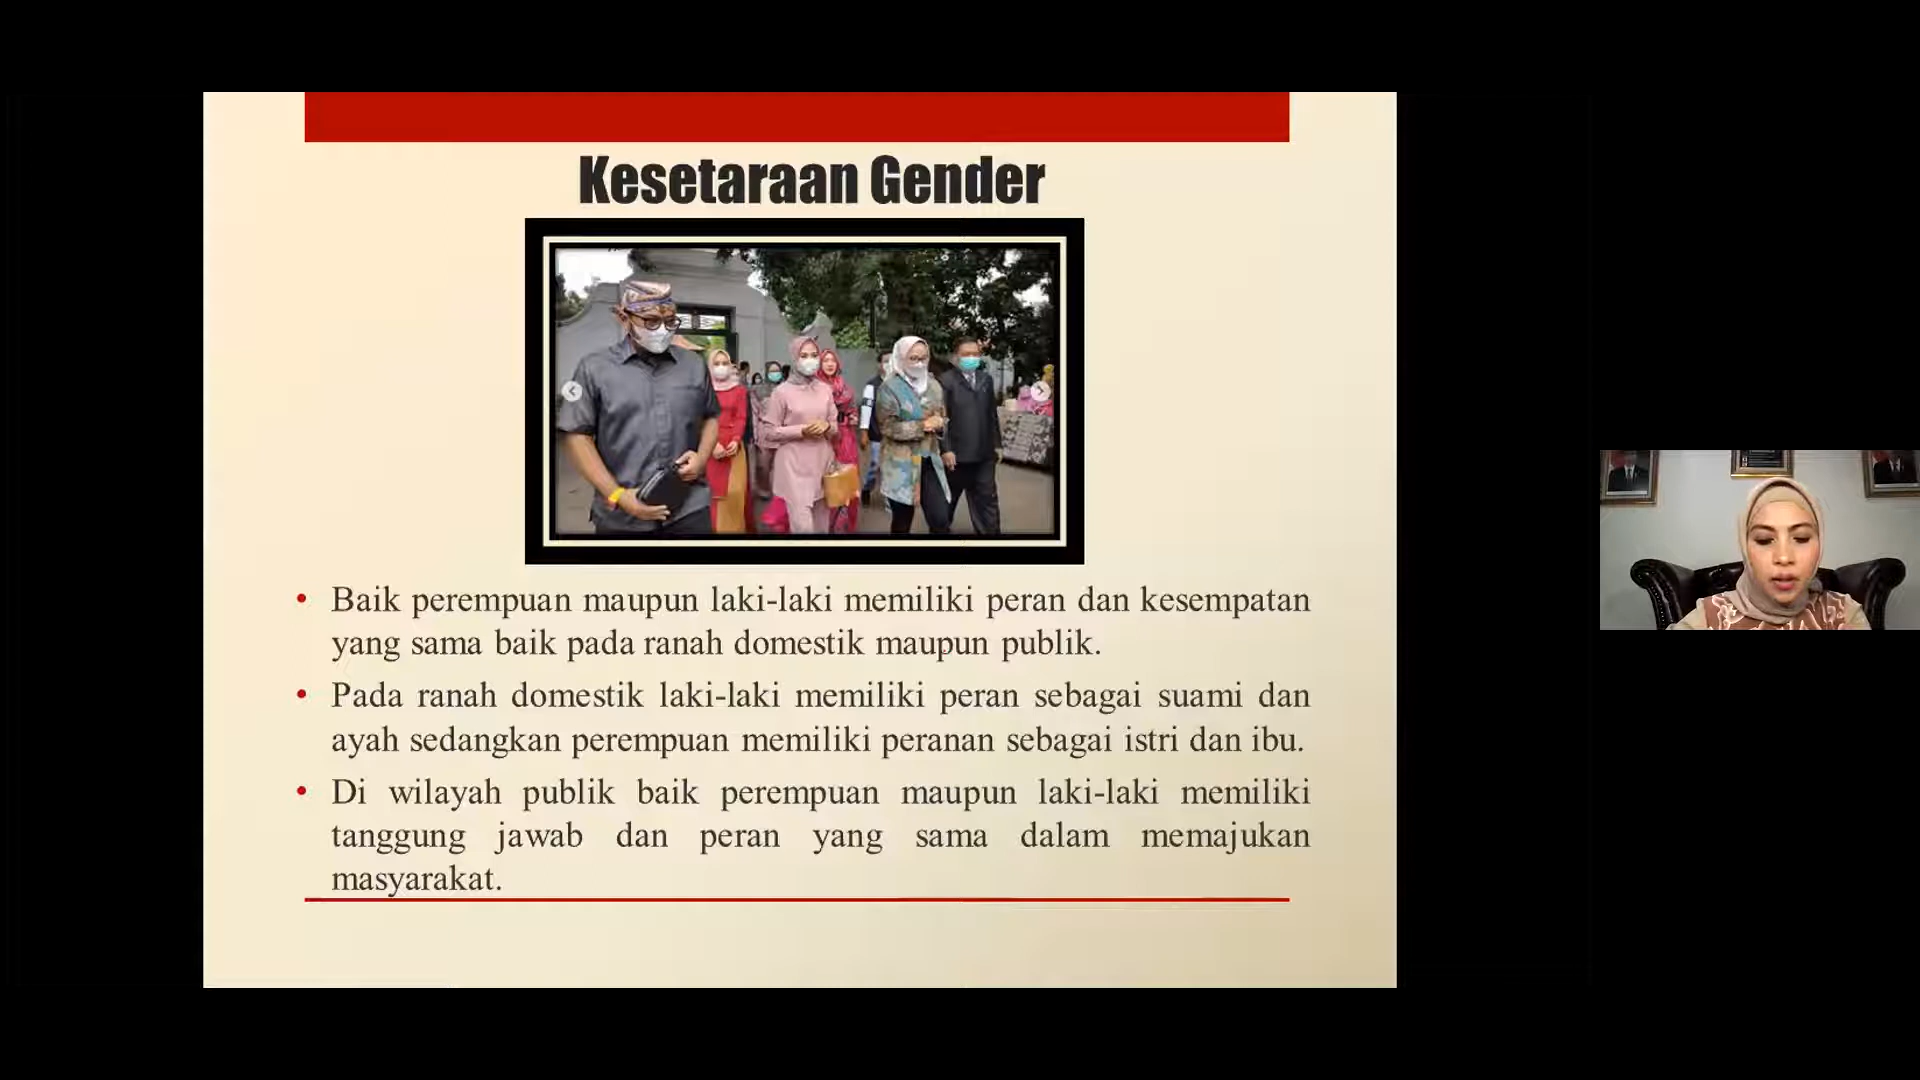 Kesetaraan Gender
• Baik perempuan maupun laki-laki memiliki peran dan kesempatan
yang sama baik pada ranah domestik maupun publik.
• Pada ranah domestik laki-laki memiliki peran sebagai suami dan
ayah sedangkan perempuan memiliki peranan sebagai istri dan ibu.
• Di wilayah publik baik perempuan maupun laki-laki memiliki
tanggung jawab dan peran yang sama dalam memajukan
masyarakat.